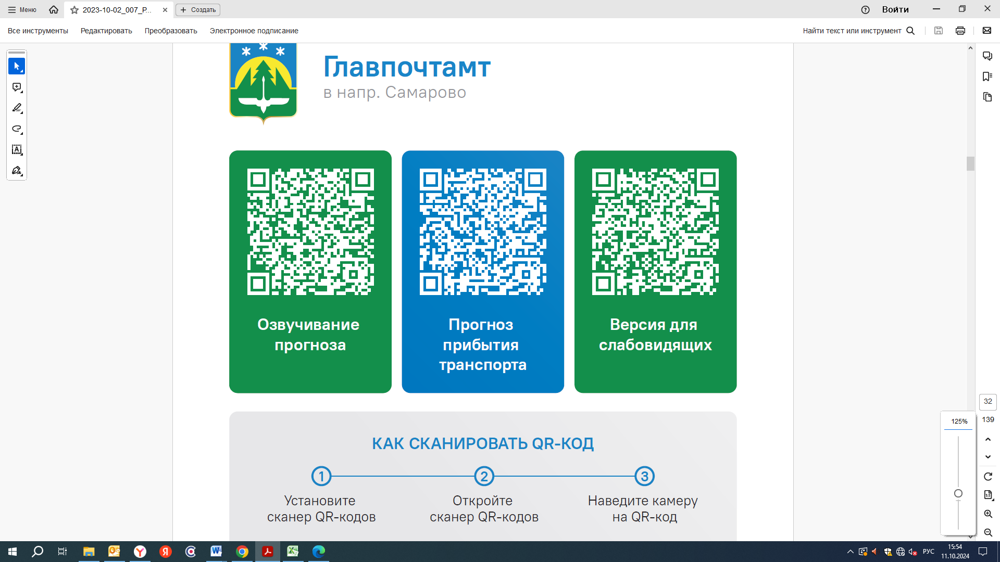 Меню
2023-10-02_007_P...
Создать
Войти
Все инструменты
Редактировать
Преобразовать
Электронное подписание
Найти текст или инструмент
Главпочтамт
в напр. Самарово
Озвучивание
прогноза
Прогноз
прибытия
транспорта
Версия для
слабовидящих
32
139
125%
КАК СКАНИРОВАТЬ QR-КОД
1
2
3
Установите
сканер QR-кодов
Откройте
сканер QR-кодов
Наведите камеру
на QR-код
РУС
15:54
11.10.2024